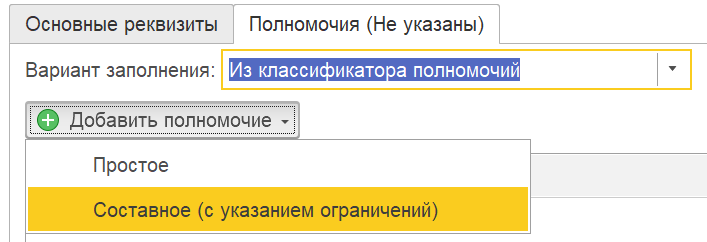 Основные реквизиты Полномочия (Не указаны)
Вариант заполнения: Из классификатора полномочий
Добавить полномочие
Простое
Составное (с указанием ограничений)